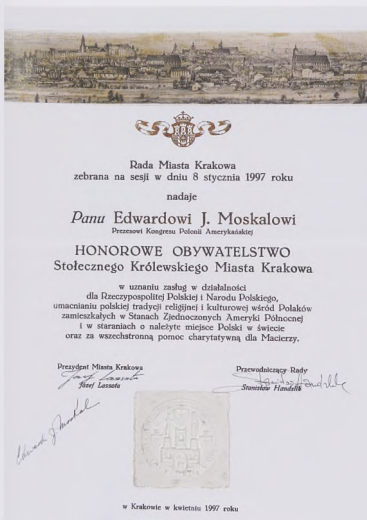 Rada Miasta Krakowa
zebrana na sesji w dniu 8 stycznia 1997 roku
nadaje
Panu Edwardowi J. Moskalowi
Prezesowi Kongresu Polonii Amerykańskiej
HONOROWE OBYWATELSTWO
Stołecznego Królewskiego Miasta Krakowa
w uznaniu zasług w działalności
dla Rzeczypospolitej Polskiej i Narodu Polskiego,
umacnianiu polskiej tradycji religijnej i kulturowej wśród Polaków
zamieszkałych w Stanach Zjednoczonych Ameryki Północnej
i w staraniach o należyte miejsce Polski w świecie
oraz za wszechstronną pomoc charytatywną dla Macierzy.
Prezydent Miasta Krakowa
Józef Lassota
Przewodniczący Rady
Stanisław Handzlik
Edward J. Moskal
w Krakowie w kwietniu 1997 roku